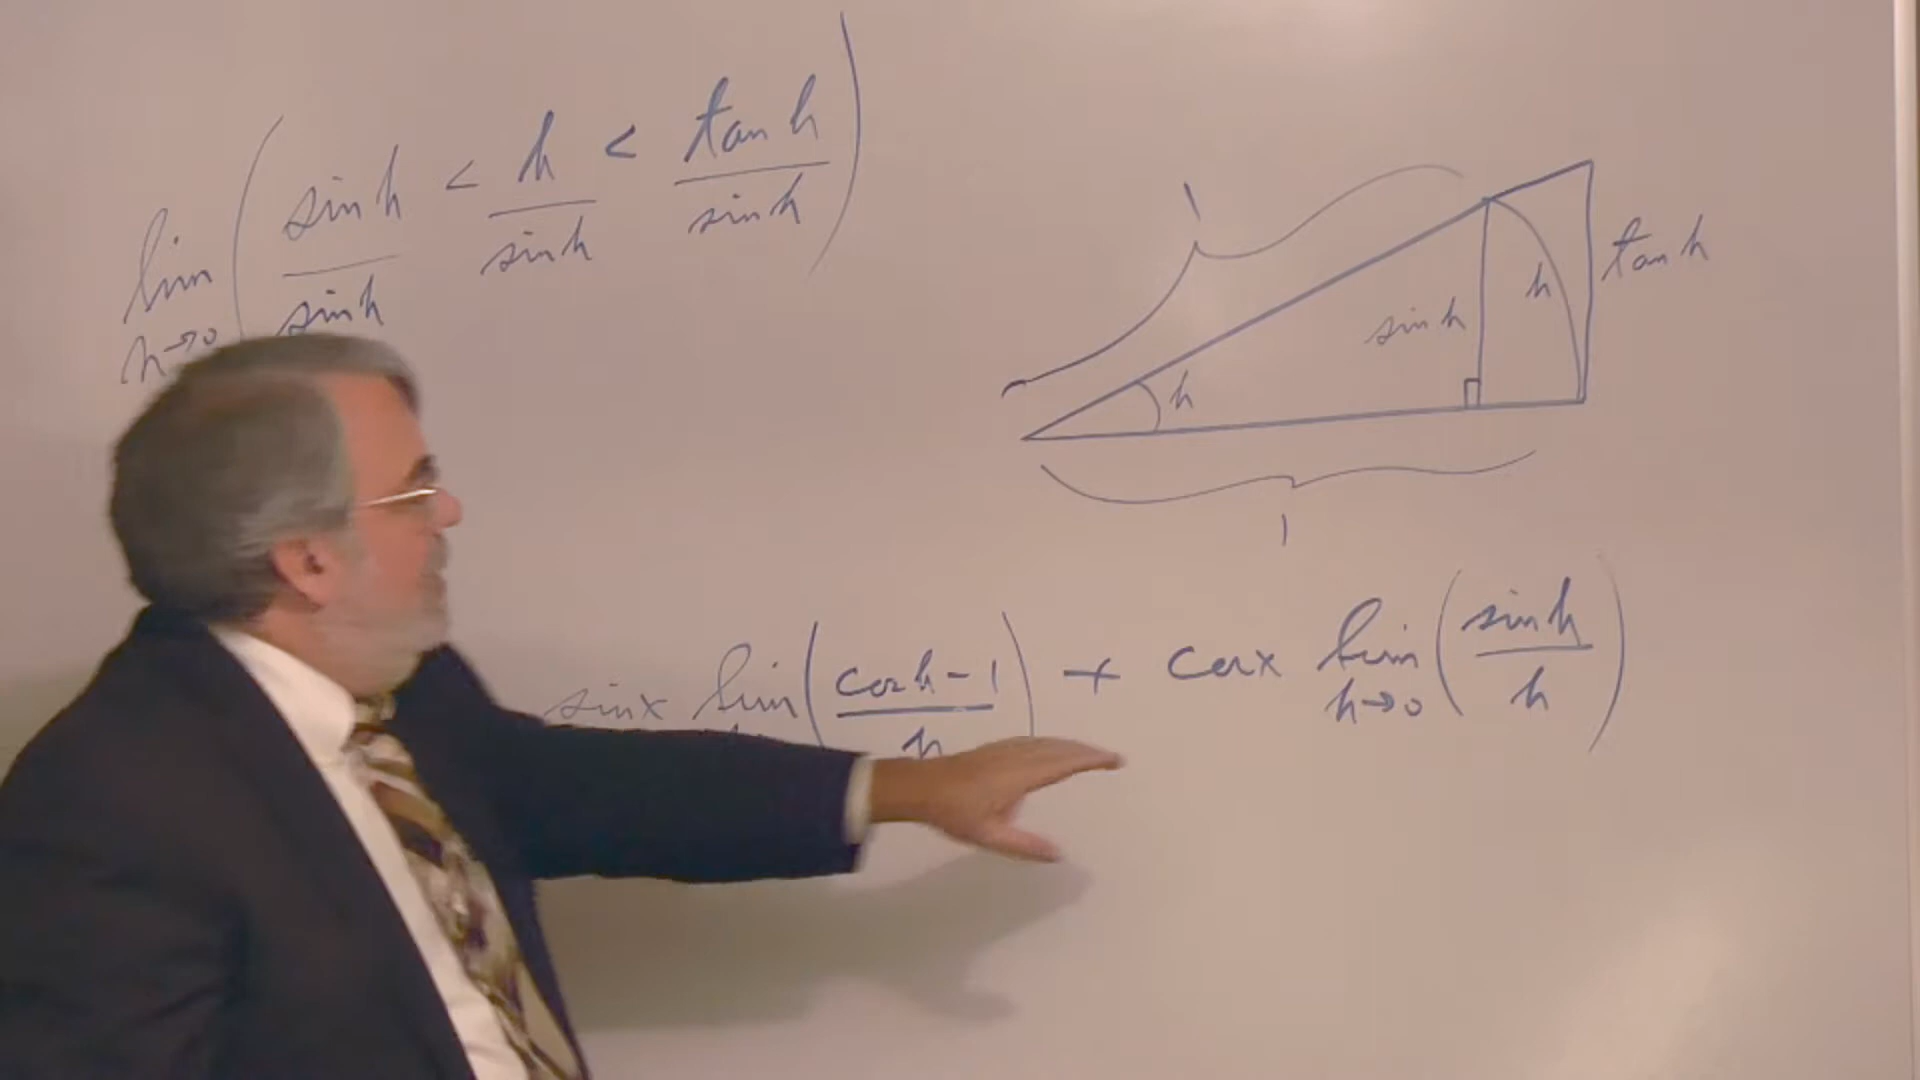 lim h→0 ( sin h / sin h < h / sin h < tan h / sin h )
1
tan h
h
sin h
h
1
sin x lim ( cos h - 1 / h ) + cos x lim h→0 ( sin h / h )